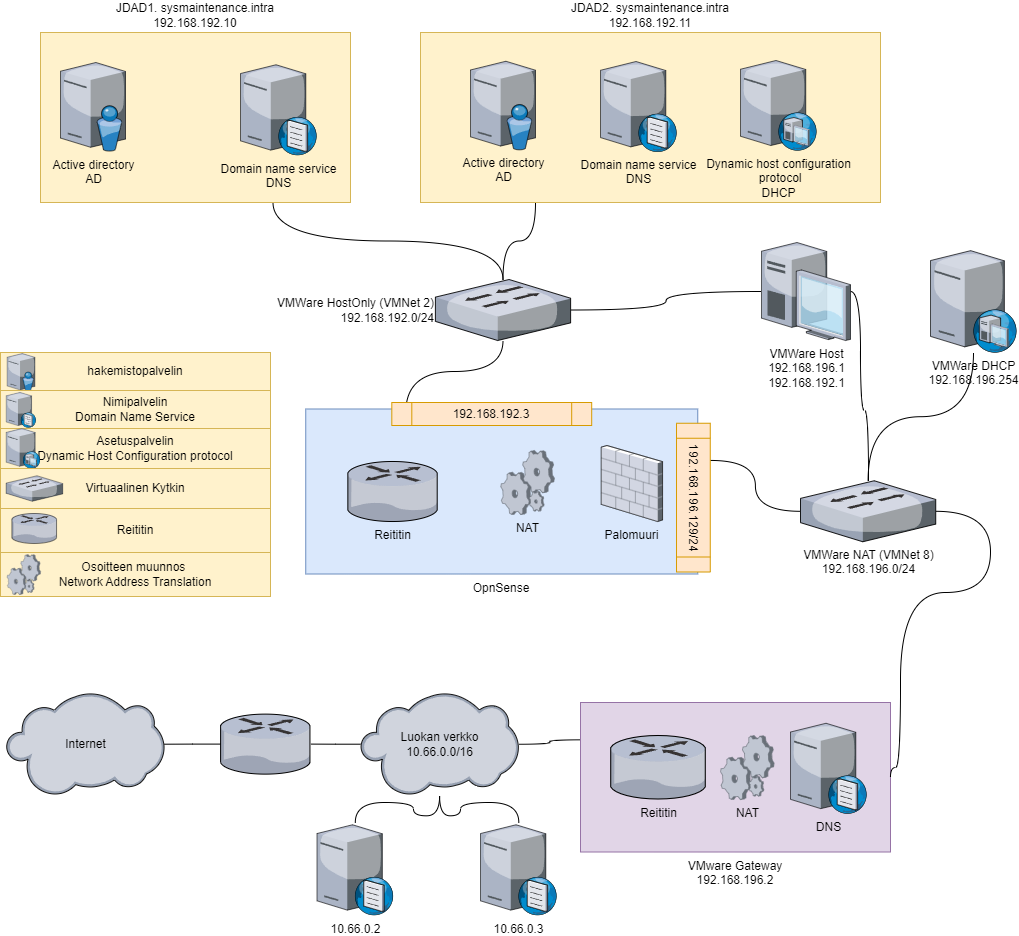 JDAD1. sysmaintenance.intra
192.168.192.10
JDAD2. sysmaintenance.intra
192.168.192.11
Active directory
AD
Domain name service
DNS
Active directory
AD
Domain name service
DNS
Dynamic host configuration
protocol
DHCP
VMWare HostOnly (VMNet 2)
192.168.192.0/24
VMWare Host
192.168.196.1
192.168.192.1
VMWare DHCP
192.168.196.254
hakemistopalvelin
Nimipalvelin
Domain Name Service
Asetuspalvelin
Dynamic Host Configuration protocol
Virtuaalinen Kytkin
Reititin
Osoitteen muunnos
Network Address Translation
192.168.192.3
192.168.196.129/24
Reititin
NAT
Palomuuri
OpnSense
VMWare NAT (VMNet 8)
192.168.196.0/24
Internet
Luokan verkko
10.66.0.0/16
Reititin
NAT
DNS
VMware Gateway
192.168.196.2
10.66.0.2
10.66.0.3